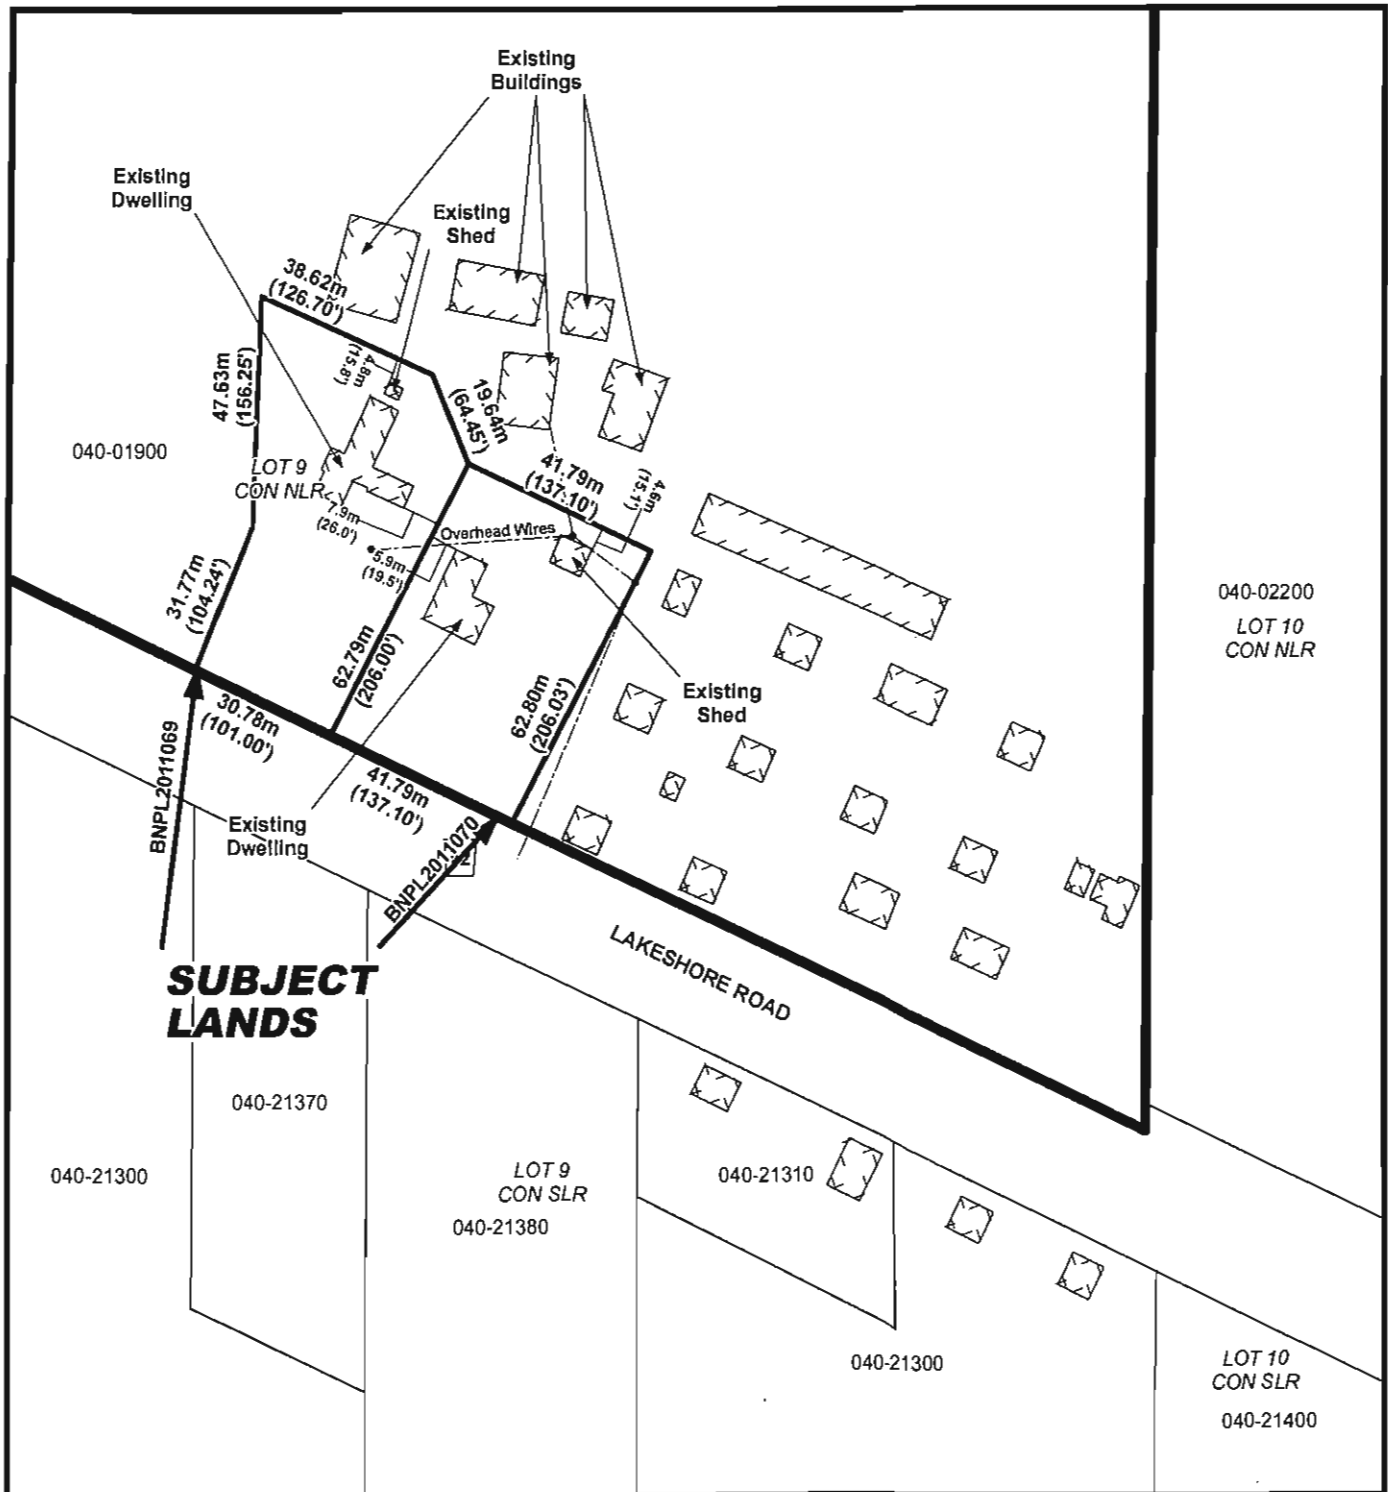 Existing
Buildings
Existing
Dwelling
Existing
Shed
38.62m
(126.70')
4.8m
(15.8')
47.63m
(156.25')
19.64m
(64.45')
040-01900
LOT 9
CON NLR
41.79m
(137.10')
4.6m
(15.1')
7.9m
(26.0')
Overhead Wires
5.9m
(19.5')
31.77m
(104.24')
040-02200
LOT 10
CON NLR
62.79m
(206.00')
62.80m
(206.03')
Existing
Shed
30.78m
(101.00')
BNPL2011069
41.79m
(137.10')
Existing
Dwelling
BNPL2011070
LAKESHORE ROAD
SUBJECT
LANDS
040-21370
040-21300
LOT 9
CON SLR
040-21380
040-21310
040-21300
LOT 10
CON SLR
040-21400